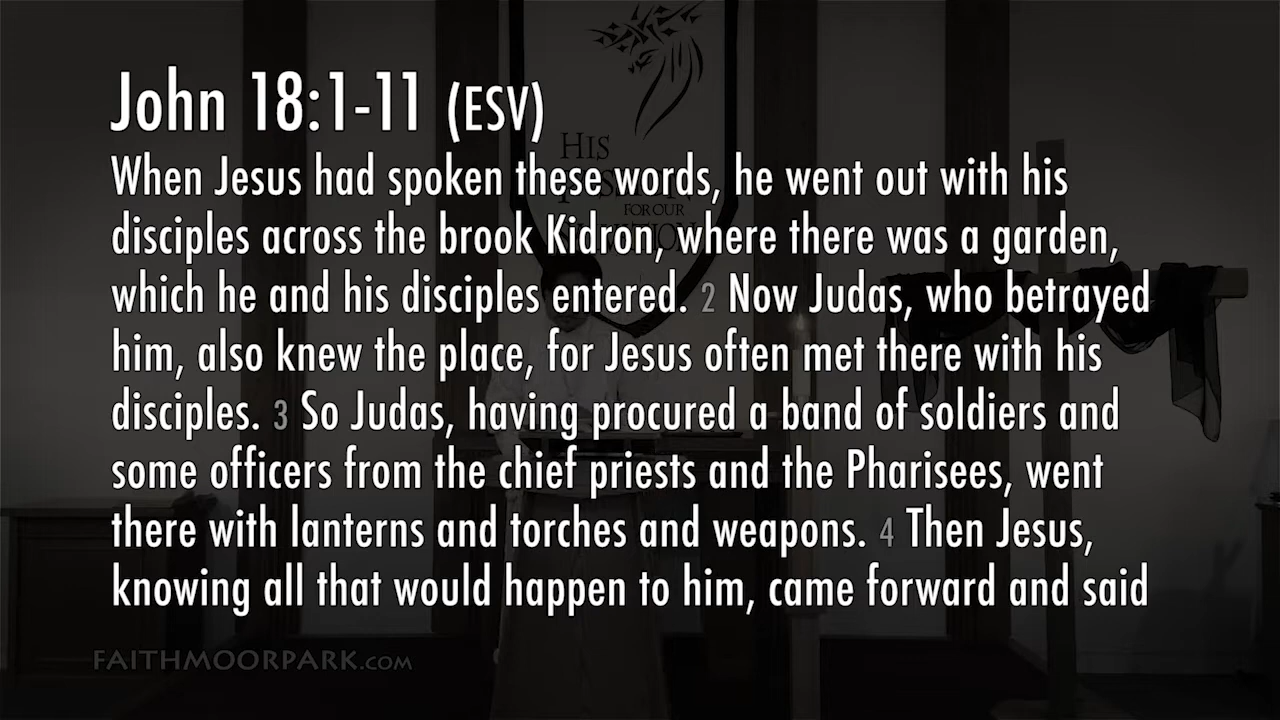 John 18:1-11 (ESV)
When Jesus had spoken these words, he went out with his
disciples across the brook Kidron, where there was a garden,
which he and his disciples entered. 2 Now Judas, who betrayed
him, also knew the place, for Jesus often met there with his
disciples. 3 So Judas, having procured a band of soldiers and
some officers from the chief priests and the Pharisees, went
there with lanterns and torches and weapons. 4 Then Jesus,
knowing all that would happen to him, came forward and said
FAITHMOORPARK.COM
HIS
FOR OUR